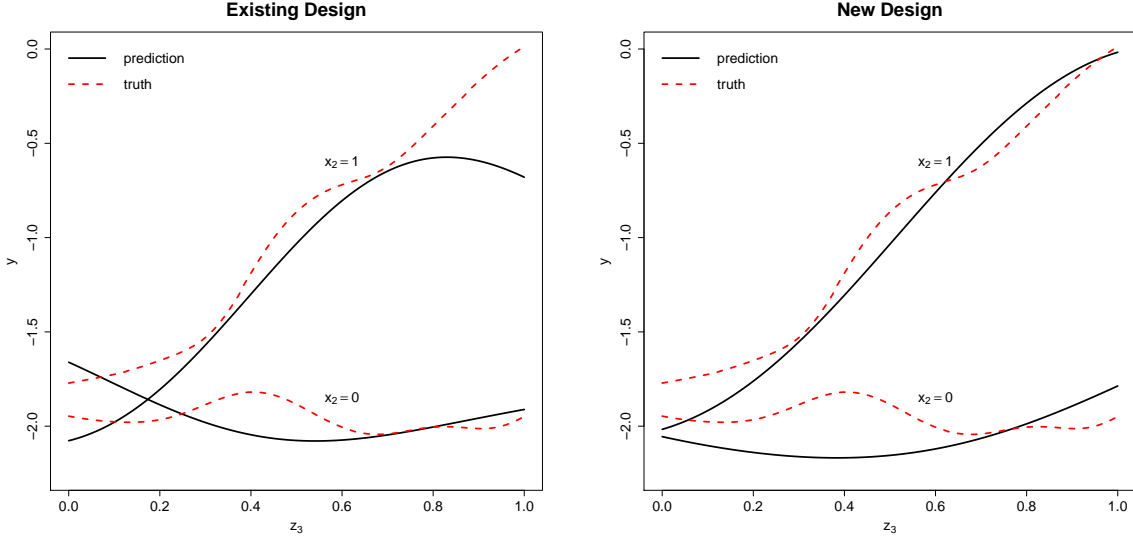 Existing Design
prediction
truth
x₂ = 1
x₂ = 0
0.0
−0.5
−1.0
−1.5
−2.0
y
0.0 0.2 0.4 0.6 0.8 1.0
z₃
New Design
prediction
truth
x₂ = 1
x₂ = 0
0.0
−0.5
−1.0
−1.5
−2.0
y
0.0 0.2 0.4 0.6 0.8 1.0
z₃